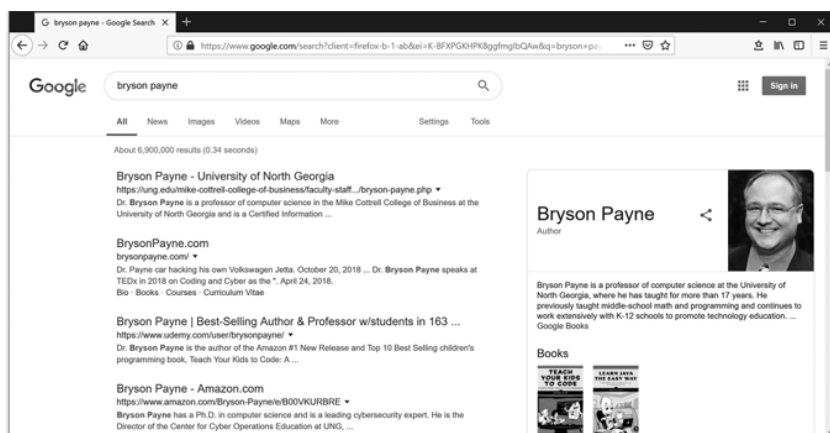 G bryson payne - Google Search
https://www.google.com/search?client=firefox-b-1-ab&ei=K-8FXPGKHPK8ggfmglbQAw&q=bryson+pay
Google
bryson payne
Sign in
All News Images Videos Maps More Settings Tools
About 6,900,000 results (0.34 seconds)
Bryson Payne - University of North Georgia
https://ung.edu/mike-cottrell-college-of-business/faculty-staff.../bryson-payne.php
Dr. Bryson Payne is a professor of computer science in the Mike Cottrell College of Business at the
University of North Georgia and is a Certified Information ...
BrysonPayne.com
brysonpayne.com/
Dr. Payne car hacking his own Volkswagen Jetta. October 20, 2018 ... Dr. Bryson Payne speaks at
TEDx in 2018 on Coding and Cyber as the ". April 24, 2018.
Bio · Books · Courses · Curriculum Vitae
Bryson Payne | Best-Selling Author & Professor w/students in 163 ...
https://www.udemy.com/user/brysonpayne/
Dr. Bryson Payne is the author of the Amazon #1 New Release and Top 10 Best Selling children's
programming book, Teach Your Kids to Code: A ...
Bryson Payne - Amazon.com
https://www.amazon.com/Bryson-Payne/e/B00VKURBRE
Bryson Payne has a Ph.D. in computer science and is a leading cybersecurity expert. He is the
Director of the Center for Cyber Operations Education at UNG, ...
Bryson Payne
Author
Bryson Payne is a professor of computer science at the University of
North Georgia, where he has taught for more than 17 years. He
previously taught middle-school math and programming and continues to
work extensively with K-12 schools to promote technology education. ...
Google Books
Books
TEACH
YOUR KIDS
TO CODE
LEARN JAVA
THE EASY WAY